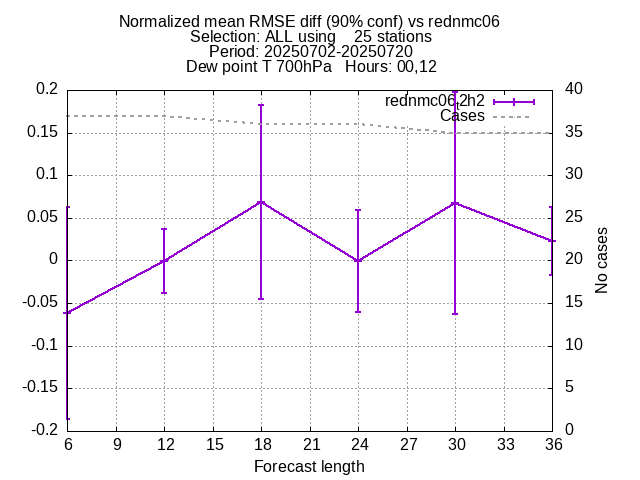 Normalized mean RMSE diff (90% conf) vs rednmc06
Selection: ALL using    25 stations
Period: 20250702-20250720
Dew point T 700hPa   Hours: 00,12
rednmc06,2h2
Cases
0.2
0.15
0.1
0.05
0
-0.05
-0.1
-0.15
-0.2
40
35
30
25
20
15
10
5
0
No cases
6 9 12 15 18 21 24 27 30 33 36
Forecast length